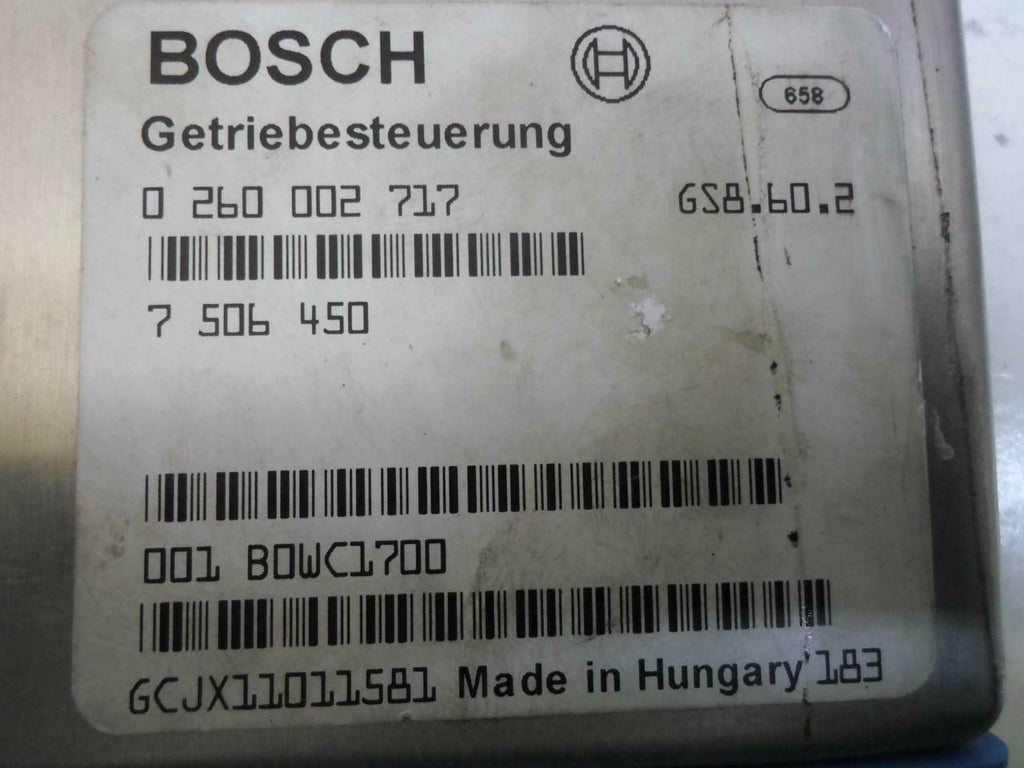 BOSCH
658
Getriebesteuerung
0 260 002 717 GS8.60.2
7 506 450
001 B0WC1700
GCJX11011581 Made in Hungary 183